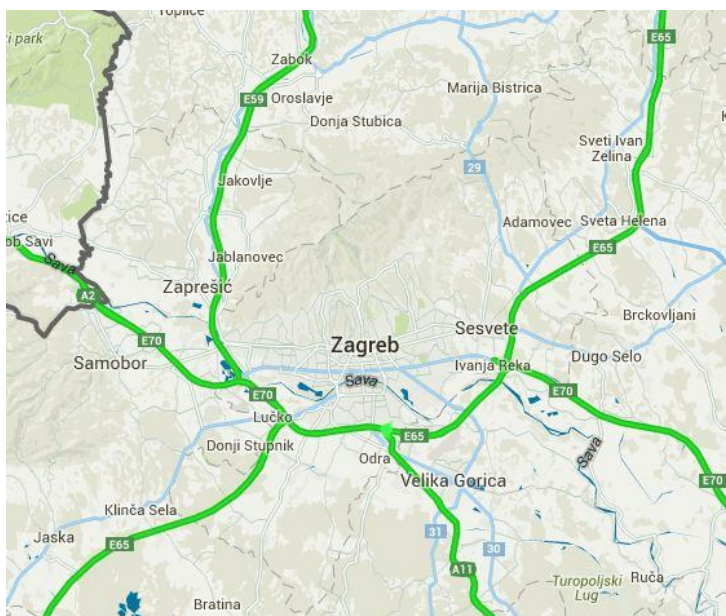 Zabok
E65
ki park
E59
Oroslavje
Marija Bistrica
Donja Stubica
Sveti Ivan
Zelina
29
Jakovlje
tice
Adamovec
Sveta Helena
ob Savi
Sava
Jablanovec
E65
Zaprešić
A2
Brckovljani
E70
Zagreb
Sesvete
Samobor
Dugo Selo
Ivanja Reka
Sava
E70
E70
Lučko
E65
Donji Stupnik
Odra
Sava
Velika Gorica
E70
Klinča Sela
31
Jaska
E65
30
A11
Ruča
Turopoljski
Lug
Bratina